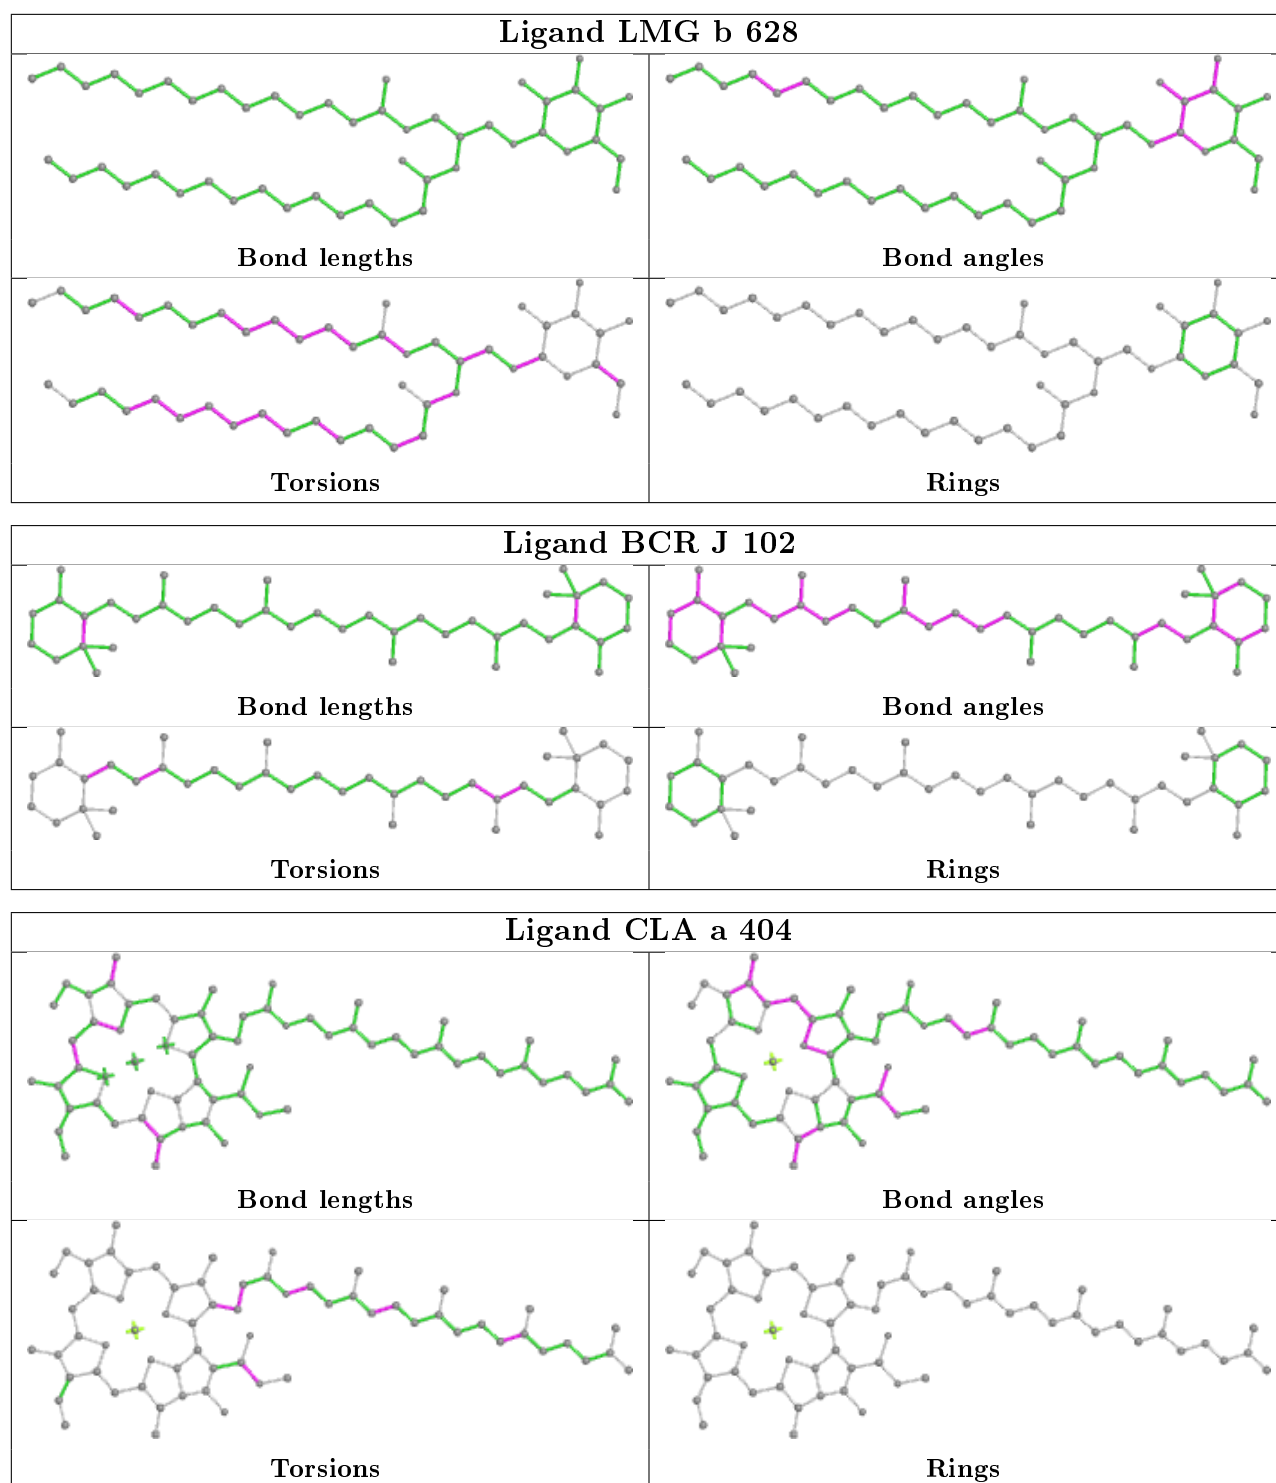 Ligand LMG b 628
Bond lengths
Bond angles
Torsions
Rings
Ligand BCR J 102
Bond lengths
Bond angles
Torsions
Rings
Ligand CLA a 404
Bond lengths
Bond angles
Torsions
Rings